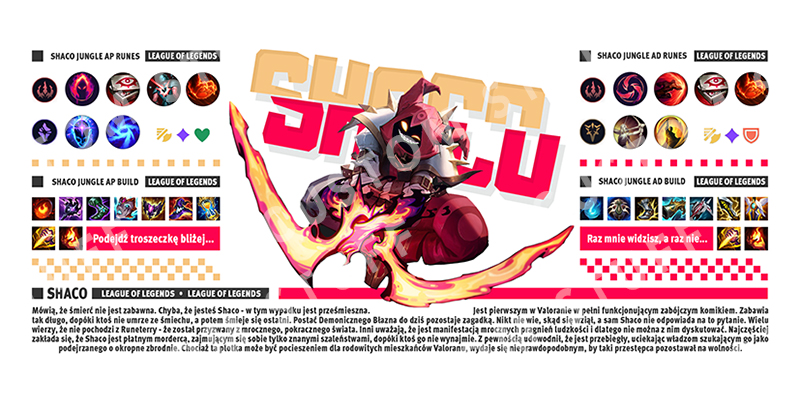 SHACO JUNGLE AP RUNES LEAGUE OF LEGENDS
SHACO
SHACO
SHACO JUNGLE AD RUNES LEAGUE OF LEGENDS
SHACO JUNGLE AP BUILD LEAGUE OF LEGENDS
Podejdź troszeczkę bliżej...
SHACO JUNGLE AD BUILD LEAGUE OF LEGENDS
Raz mnie widzisz, a raz nie...
SHACO LEAGUE OF LEGENDS • LEAGUE OF LEGENDS
Mówią, że śmierć nie jest zabawna. Chyba, że jesteś Shaco - w tym wypadku jest prześmieszna. Jest pierwszym w Valoranie w pełni funkcjonującym zabójczym komikiem. Zabawia
tak długo, dopóki ktoś nie umrze ze śmiechu, a potem śmieje się ostatni. Postać Demonicznego Błazna do dziś pozostaje zagadką. Nikt nie wie, skąd się wziął, a sam Shaco nie odpowiada na to pytanie. Wielu
wierzy, że nie pochodzi z Runeterry - że został przyzwany z mrocznego, pokracznego świata. Inni uważają, że jest manifestacją mrocznych pragnień ludzkości i dlatego nie można z nim dyskutować. Najczęściej
zakłada się, że Shaco jest płatnym mordercą, zajmującym się sobie tylko znanymi szaleństwami, dopóki ktoś go nie wynajmie. Z pewnością udowodnił, że jest przebiegły, uciekając władzom szukającym go jako
podejrzanego o okropne zbrodnie. Chociaż ta plotka może być pocieszeniem dla rodowitych mieszkańców Valoranu, wydaje się nieprawdopodobnym, by taki przestępca pozostawał na wolności.